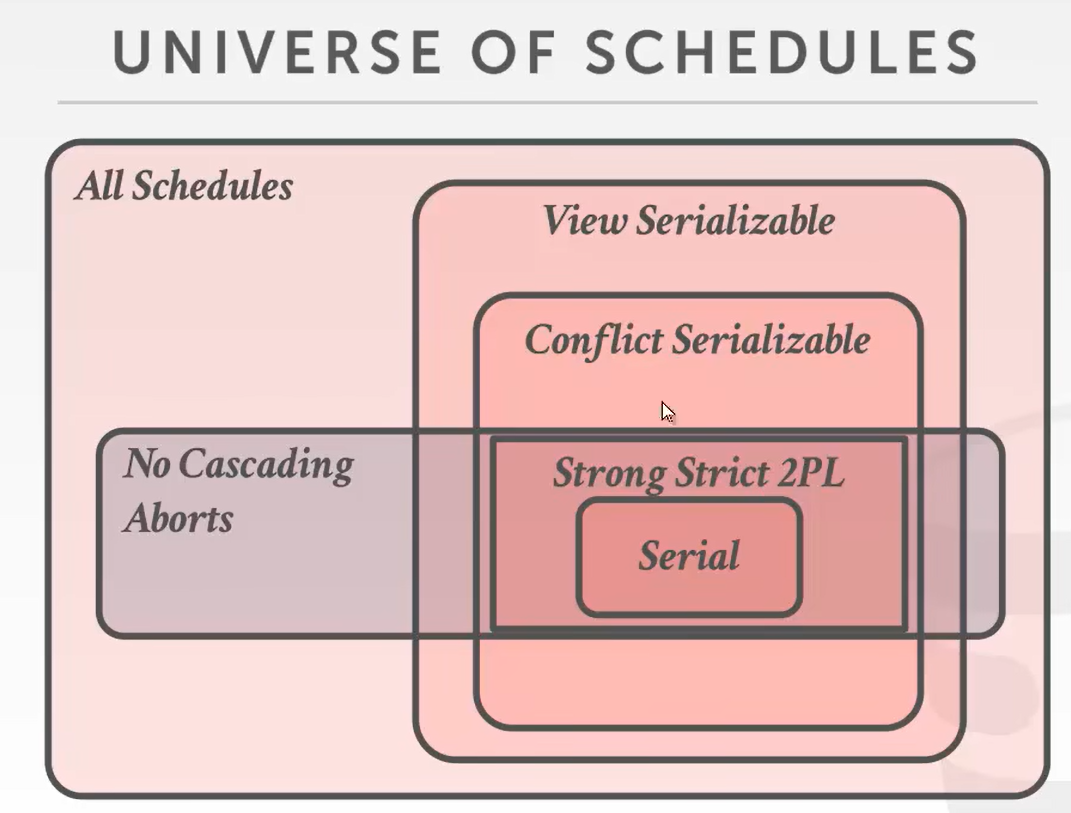 UNIVERSE OF SCHEDULES
All Schedules
View Serializable
Conflict Serializable
No Cascading
Aborts
Strong Strict 2PL
Serial